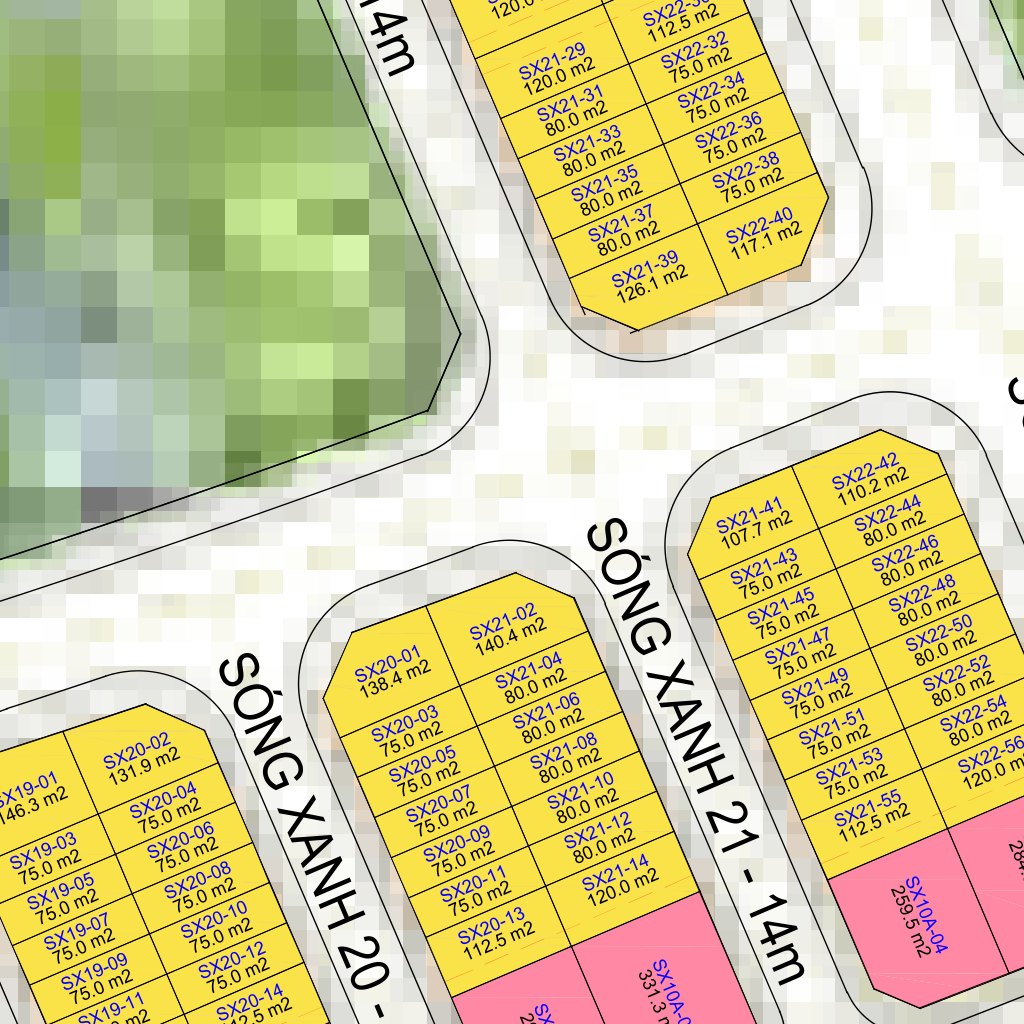 14m
120.0
SX21-29
120.0 m2
SX21-31
80.0 m2
SX21-33
80.0 m2
SX21-35
80.0 m2
SX21-37
80.0 m2
SX21-39
126.1 m2
112.5 m2
SX22-32
75.0 m2
SX22-34
75.0 m2
SX22-36
75.0 m2
SX22-38
75.0 m2
SX22-40
117.1 m2
SX21-41
107.7 m2
SX21-43
75.0 m2
SX21-45
75.0 m2
SX21-47
75.0 m2
SX21-49
75.0 m2
SX21-51
75.0 m2
SX21-53
75.0 m2
SX21-55
112.5 m2
SX22-42
110.2 m2
SX22-44
80.0 m2
SX22-46
80.0 m2
SX22-48
80.0 m2
SX22-50
80.0 m2
SX22-52
80.0 m2
SX22-54
80.0 m2
SX22-56
120.0 m
SX10A-04
259.5 m2
SÓNG XANH 21 - 14m
SX20-01
138.4 m2
SX20-03
75.0 m2
SX20-05
75.0 m2
SX20-07
75.0 m2
SX20-09
75.0 m2
SX20-11
75.0 m2
SX20-13
112.5 m2
SX21-02
140.4 m2
SX21-04
80.0 m2
SX21-06
80.0 m2
SX21-08
80.0 m2
SX21-10
80.0 m2
SX21-12
80.0 m2
SX21-14
120.0 m2
SX10A-0
331.3 m
SX
SÓNG XANH 20 -
SX19-01
146.3 m2
SX19-03
75.0 m2
SX19-05
75.0 m2
SX19-07
75.0 m2
SX19-09
75.0 m2
SX19-11
SX20-02
131.9 m2
SX20-04
75.0 m2
SX20-06
75.0 m2
SX20-08
75.0 m2
SX20-10
75.0 m2
SX20-12
75.0 m2
SX20-14
112.5 m2